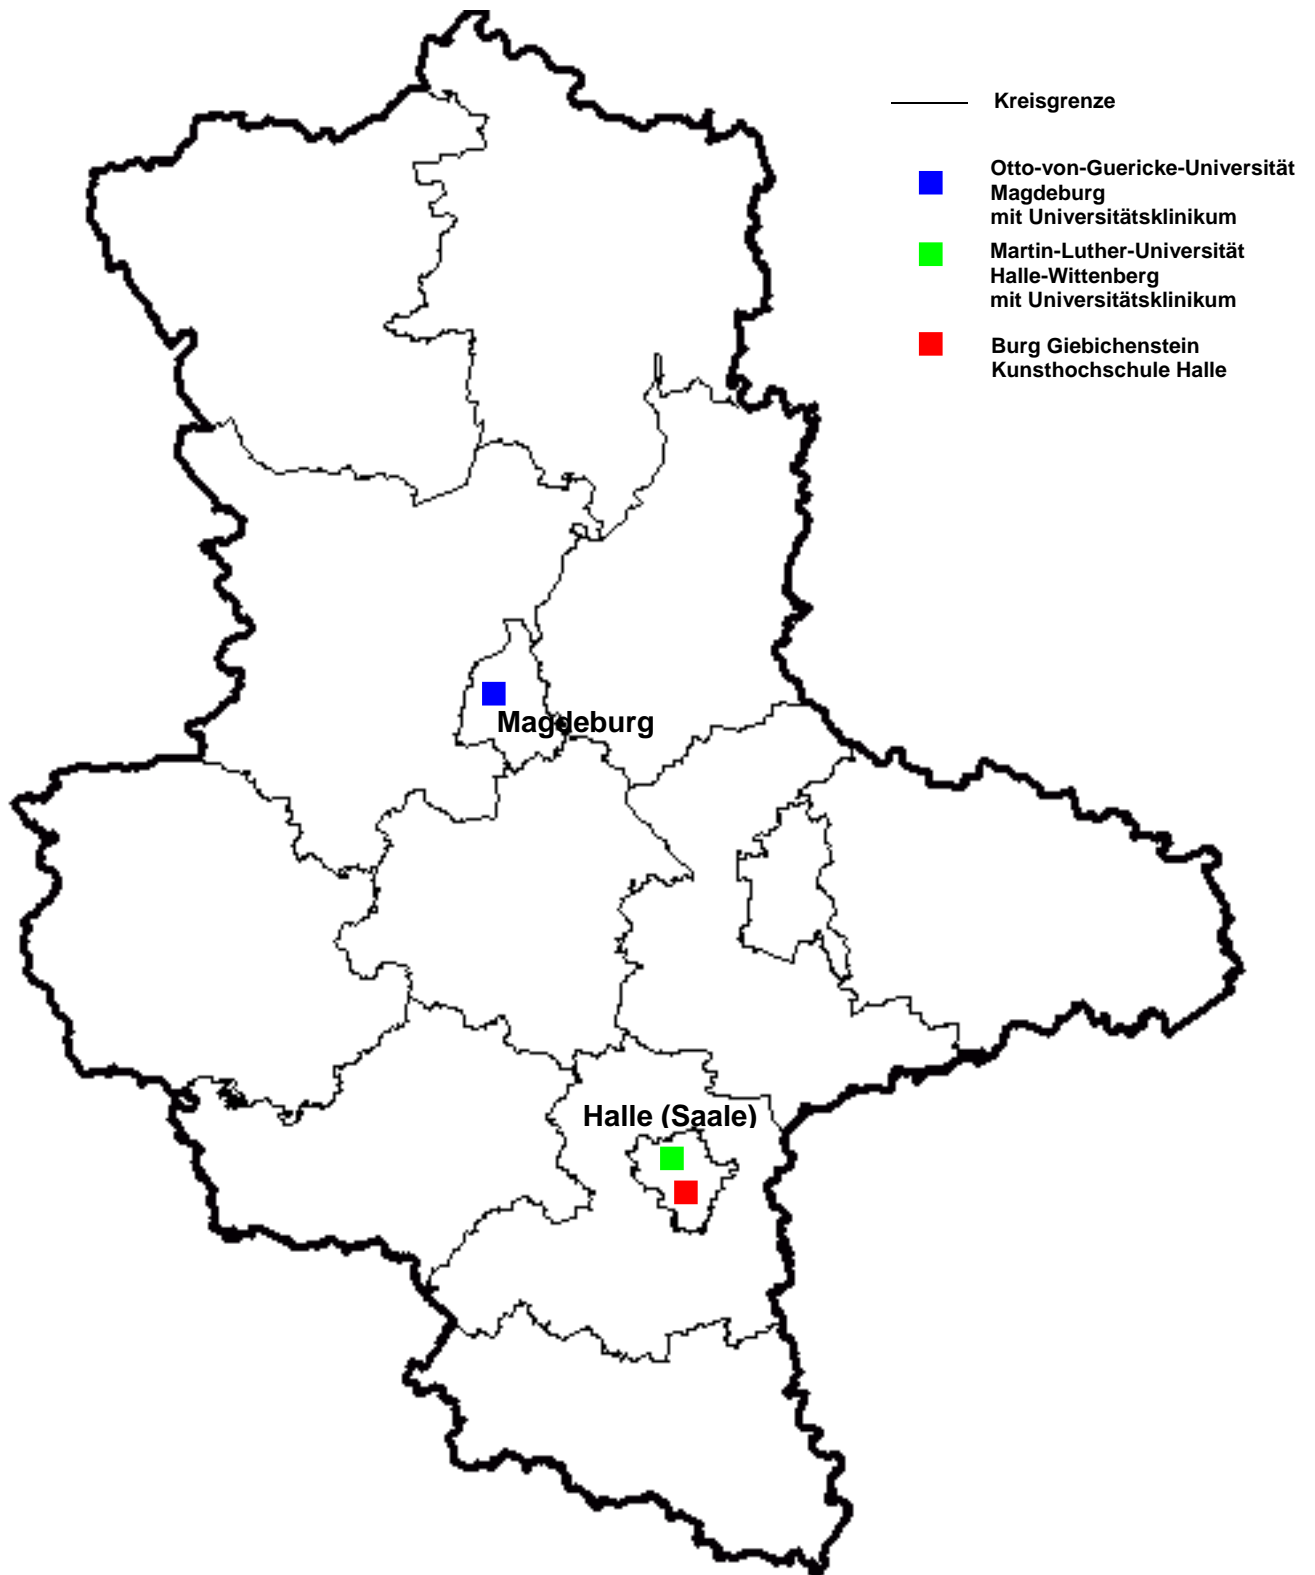 Kreisgrenze
Otto-von-Guericke-Universität
Magdeburg
mit Universitätsklinikum
Martin-Luther-Universität
Halle-Wittenberg
mit Universitätsklinikum
Burg Giebichenstein
Kunsthochschule Halle
Magdeburg
Halle (Saale)